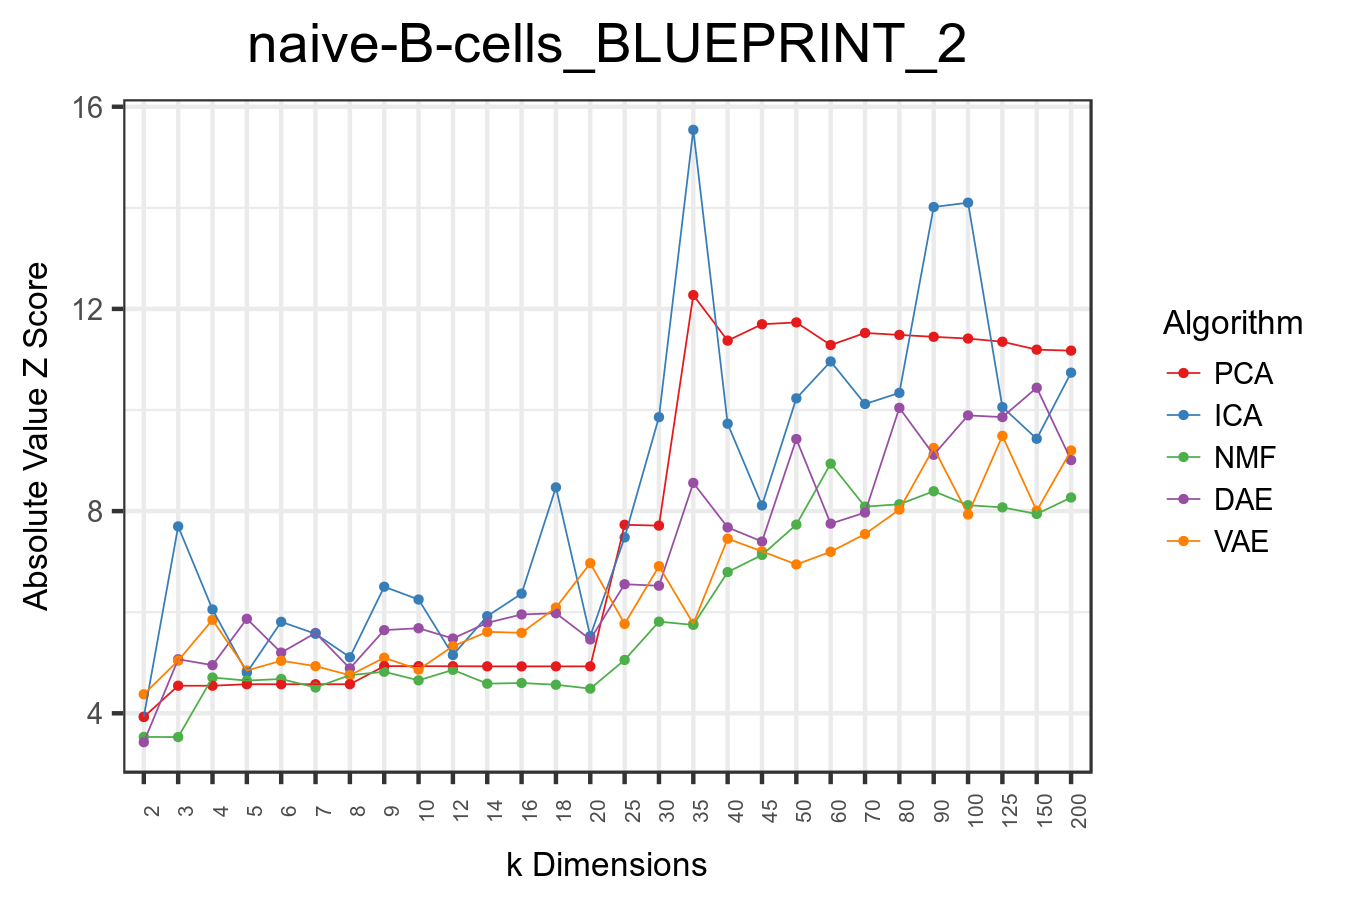 naive-B-cells_BLUEPRINT_2
Absolute Value Z Score
16
12
8
4
2 3 4 5 6 7 8 9 10 12 14 16 18 20 25 30 35 40 45 50 60 70 80 90 100 125 150 200
k Dimensions
Algorithm
PCA
ICA
NMF
DAE
VAE